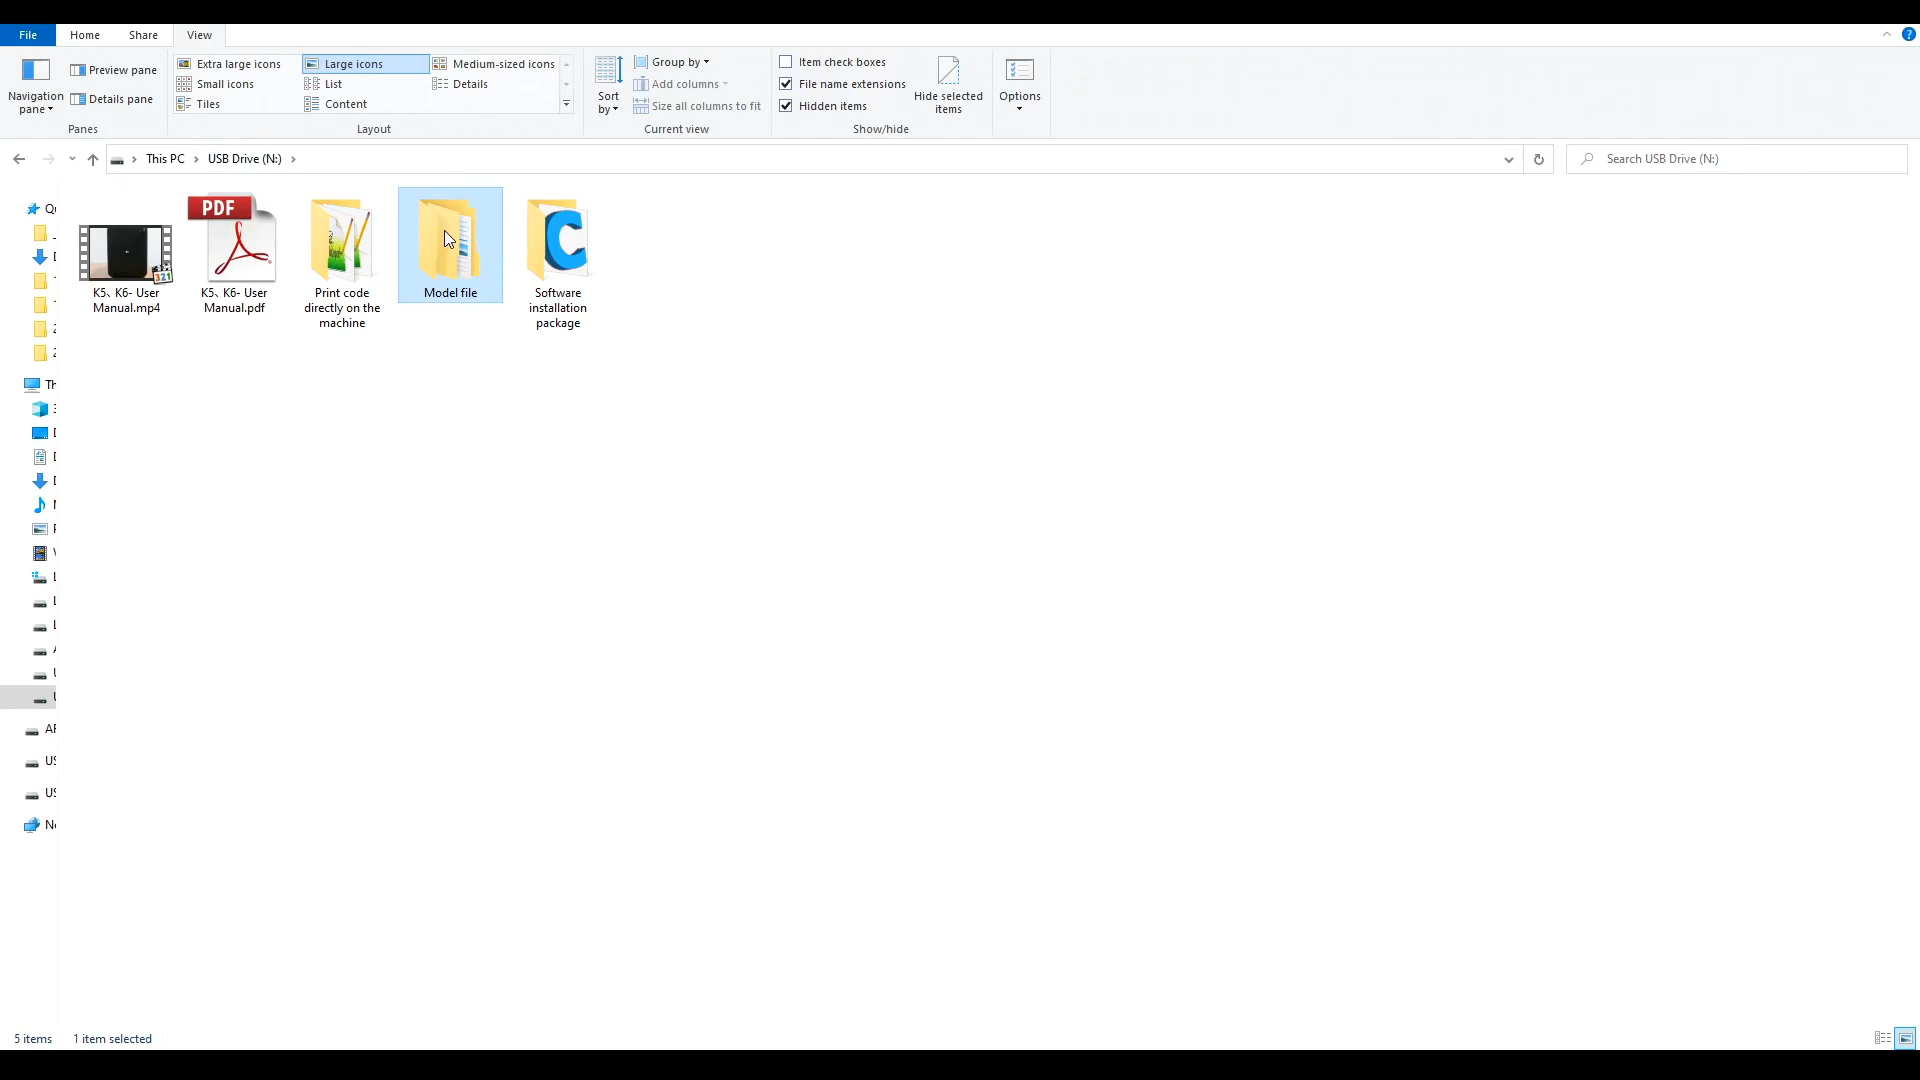 File Home Share View
Navigation pane
Preview pane
Details pane
Panes
Extra large icons Large icons Medium-sized icons
Small icons List Details
Tiles Content
Layout
Sort by
Group by
Add columns
Size all columns to fit
Current view
Item check boxes
File name extensions
Hidden items
Hide selected items
Show/hide
Options
This PC USB Drive (N:)
Search USB Drive (N:)
PDF
K5、K6- User
Manual.mp4
K5、K6- User
Manual.pdf
Print code
directly on the
machine
Model file
Software
installation
package
321
C
5 items 1 item selected